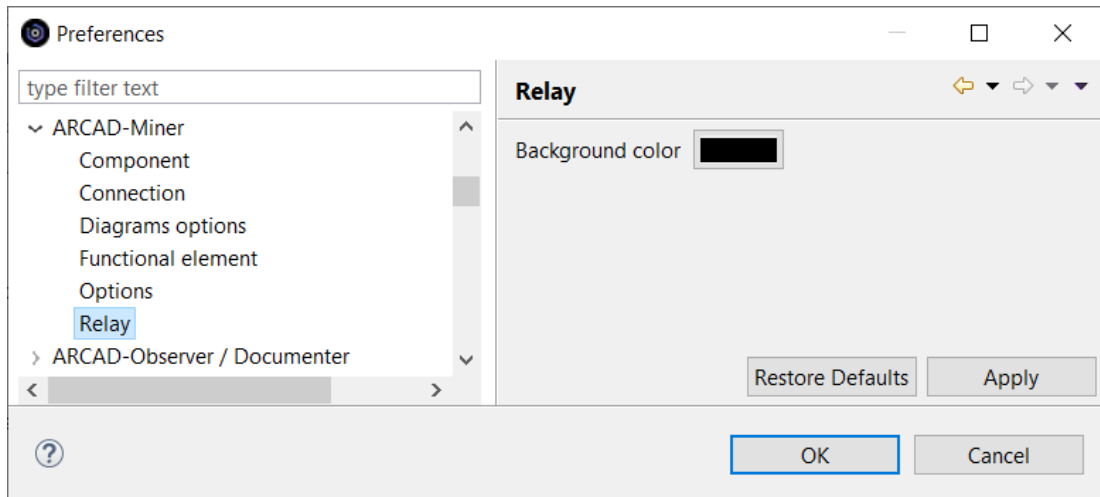 Preferences
type filter text
ARCAD-Miner
Component
Connection
Diagrams options
Functional element
Options
Relay
ARCAD-Observer / Documenter
Relay
Background color
Restore Defaults
Apply
?
OK
Cancel